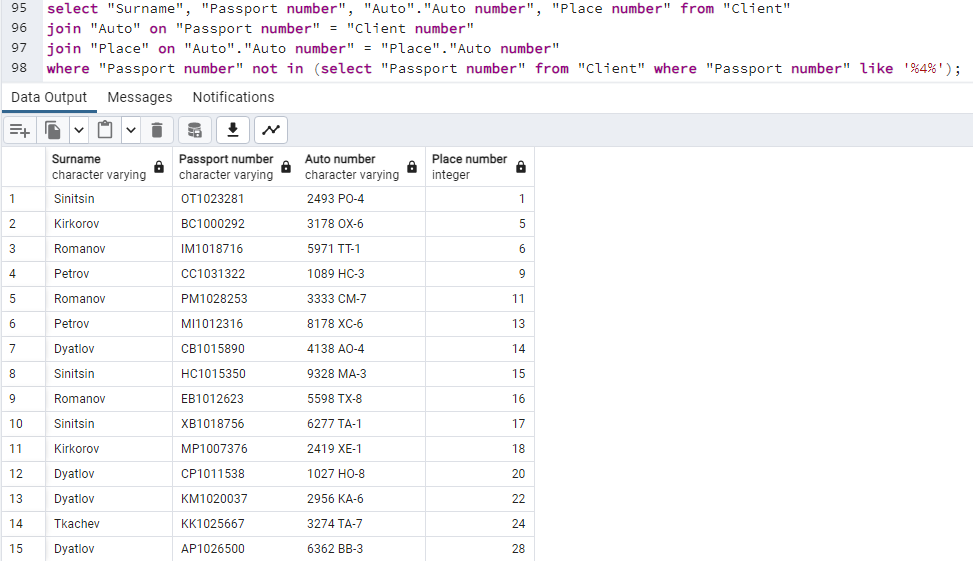 95 select "Surname", "Passport number", "Auto"."Auto number", "Place number" from "Client"
96 join "Auto" on "Passport number" = "Client number"
97 join "Place" on "Auto"."Auto number" = "Place"."Auto number"
98 where "Passport number" not in (select "Passport number" from "Client" where "Passport number" like '%4%');
Data Output Messages Notifications
Surname Passport number Auto number Place number
character varying character varying character varying integer
1 Sinitsin OT1023281 2493 PO-4 1
2 Kirkorov BC1000292 3178 OX-6 5
3 Romanov IM1018716 5971 TT-1 6
4 Petrov CC1031322 1089 HC-3 9
5 Romanov PM1028253 3333 CM-7 11
6 Petrov MI1012316 8178 XC-6 13
7 Dyatlov CB1015890 4138 AO-4 14
8 Sinitsin HC1015350 9328 MA-3 15
9 Romanov EB1012623 5598 TX-8 16
10 Sinitsin XB1018756 6277 TA-1 17
11 Kirkorov MP1007376 2419 XE-1 18
12 Dyatlov CP1011538 1027 HO-8 20
13 Dyatlov KM1020037 2956 KA-6 22
14 Tkachev KK1025667 3274 TA-7 24
15 Dyatlov AP1026500 6362 BB-3 28